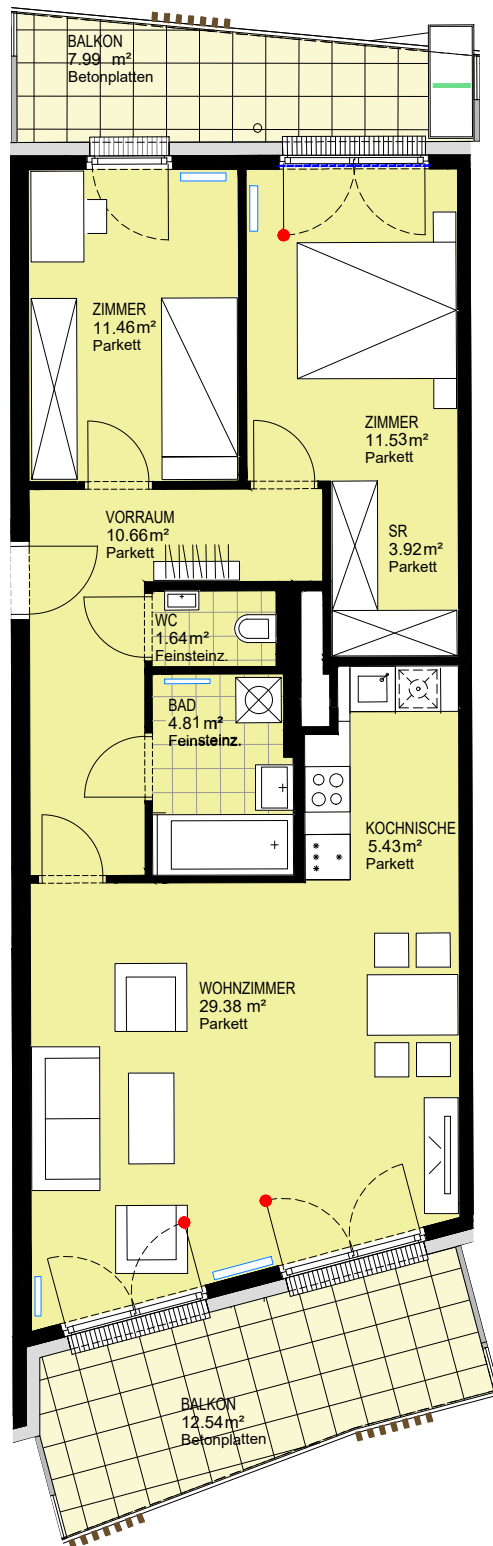 BALKON
7.99 m²
Betonplatten
ZIMMER
11.46m²
Parkett
ZIMMER
11.53m²
Parkett
VORRAUM
10.66m²
Parkett
SR
3.92m²
Parkett
WC
1.64m²
Feinsteinz.
BAD
4.81m²
Feinsteinz.
KOCHNISCHE
5.43m²
Parkett
WOHNZIMMER
29.38 m²
Parkett
BALKON
12.54m²
Betonplatten